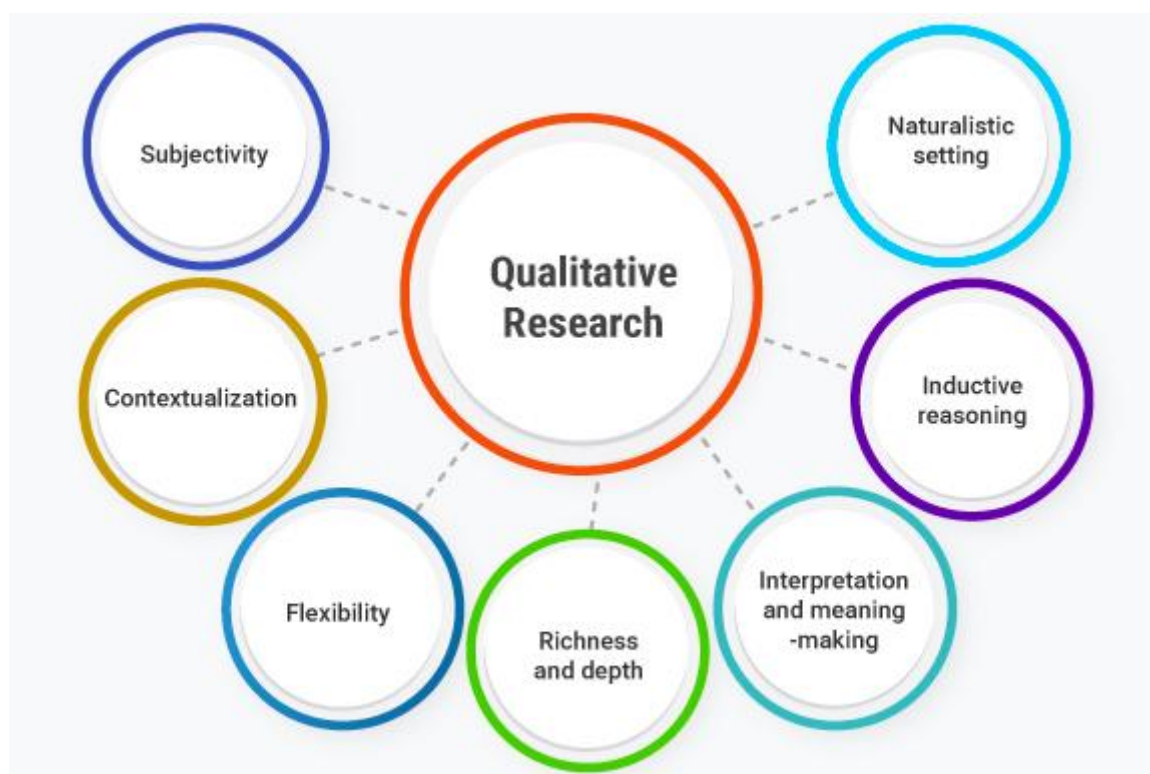 Subjectivity
Naturalistic
setting
Qualitative
Research
Contextualization
Inductive
reasoning
Flexibility
Richness
and depth
Interpretation
and meaning
-making